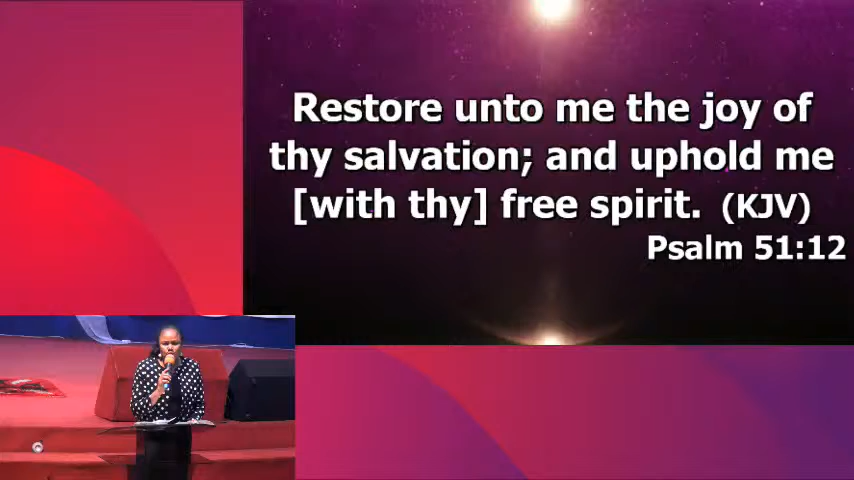 Restore unto me the joy of
thy salvation; and uphold me
[with thy] free spirit. (KJV)
Psalm 51:12